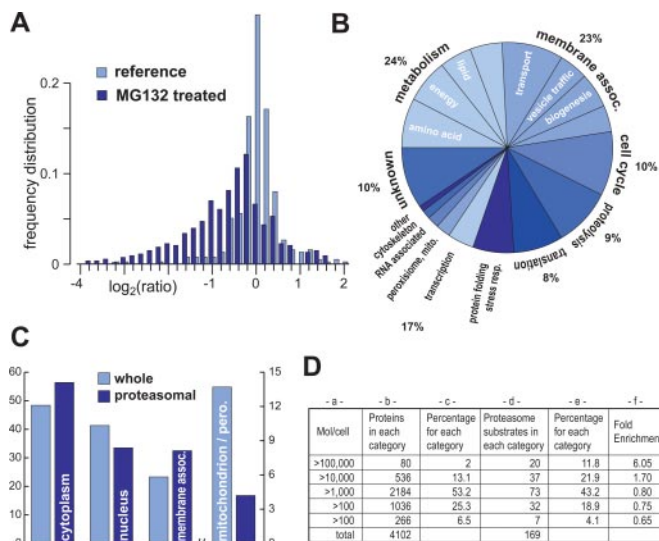 A
reference
MG132 treated
0.2
0.1
0
frequency distribution
-4
-1
0
1
2
log2(ratio)
B
24%
metabolism
23%
membrane assoc.
lipid
energy
amino acid
transport
vesicle traffic
biogenesis
cell cycle
10%
proteolysis
9%
translation
8%
protein folding
stress resp.
transcription
peroxisiome, mito.
RNA associated
cytoskeleton
other
unknown
10%
17%
C
whole
proteasomal
60
50
40
30
20
10
0
15
12
9
6
3
0
cytoplasm
nucleus
membrane assoc.
mitochondrion / pero.
D
- a - - b - - c - - d - - e - - f -
Mol/cell Proteins in each category Percentage for each category Proteasome substrates in each category Percentage for each category Fold Enrichment
>100,000 80 2 20 11.8 6.05
>10,000 536 13.1 37 21.9 1.70
>1,000 2184 53.2 73 43.2 0.80
>100 1036 25.3 32 18.9 0.75
>100 266 6.5 7 4.1 0.65
total 4102 169